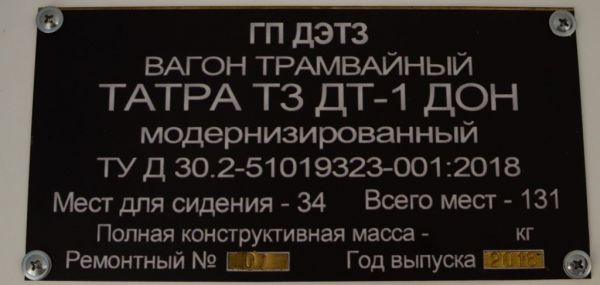 ГП ДЭТЗ
ВАГОН ТРАМВАЙНЫЙ
ТАТРА Т3 ДТ-1 ДОН
модернизированный
ТУ Д 30.2-51019323-001:2018
Мест для сидения - 34 Всего мест - 131
Полная конструктивная масса - кг
Ремонтный № 01 Год выпуска 2018